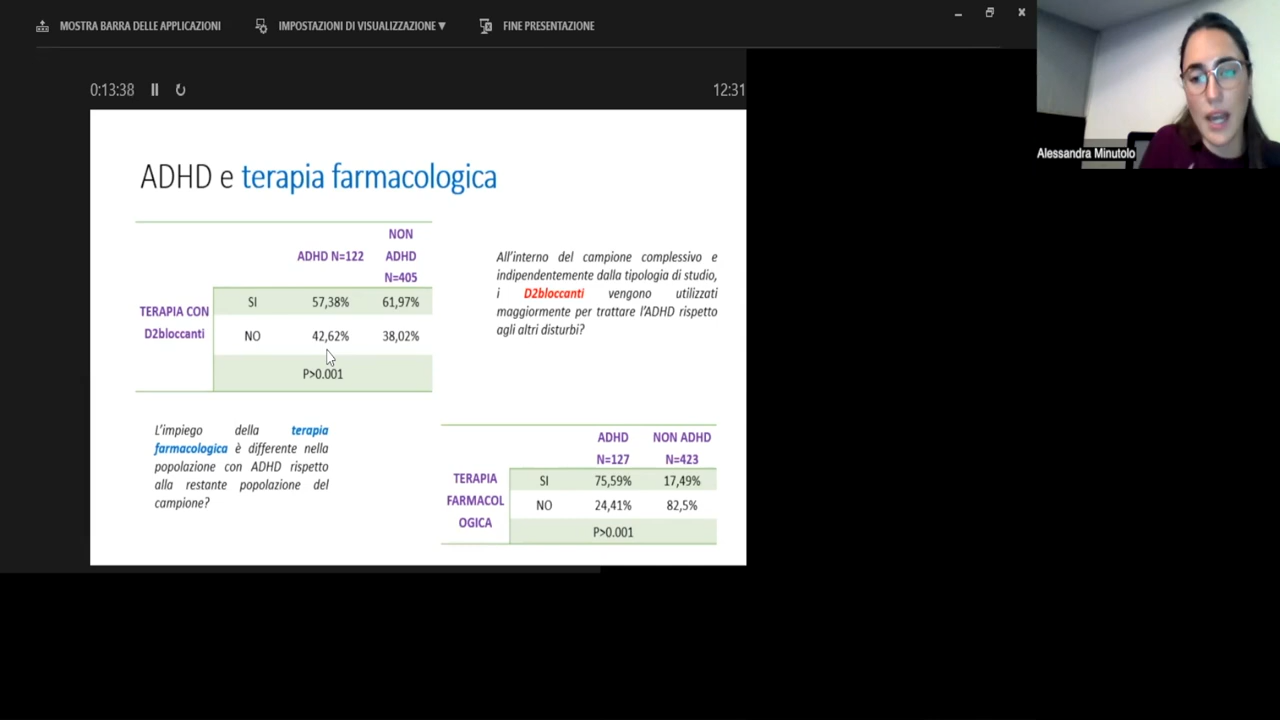 MOSTRA BARRA DELLE APPLICAZIONI
IMPOSTAZIONI DI VISUALIZZAZIONE ▼
FINE PRESENTAZIONE
Alessandra Minutolo
0:13:38
12:31
ADHD e terapia farmacologica
NON
ADHD N=122 ADHD
N=405
TERAPIA CON
D2bloccanti
SI 57,38% 61,97%
NO 42,62% 38,02%
P>0.001
All'interno del campione complessivo e
indipendentemente dalla tipologia di studio,
i D2bloccanti vengono utilizzati
maggiormente per trattare l'ADHD rispetto
agli altri disturbi?
L'impiego della terapia
farmacologica è differente nella
popolazione con ADHD rispetto
alla restante popolazione del
campione?
ADHD NON ADHD
N=127 N=423
TERAPIA
FARMACOL
OGICA
SI 75,59% 17,49%
NO 24,41% 82,5%
P>0.001